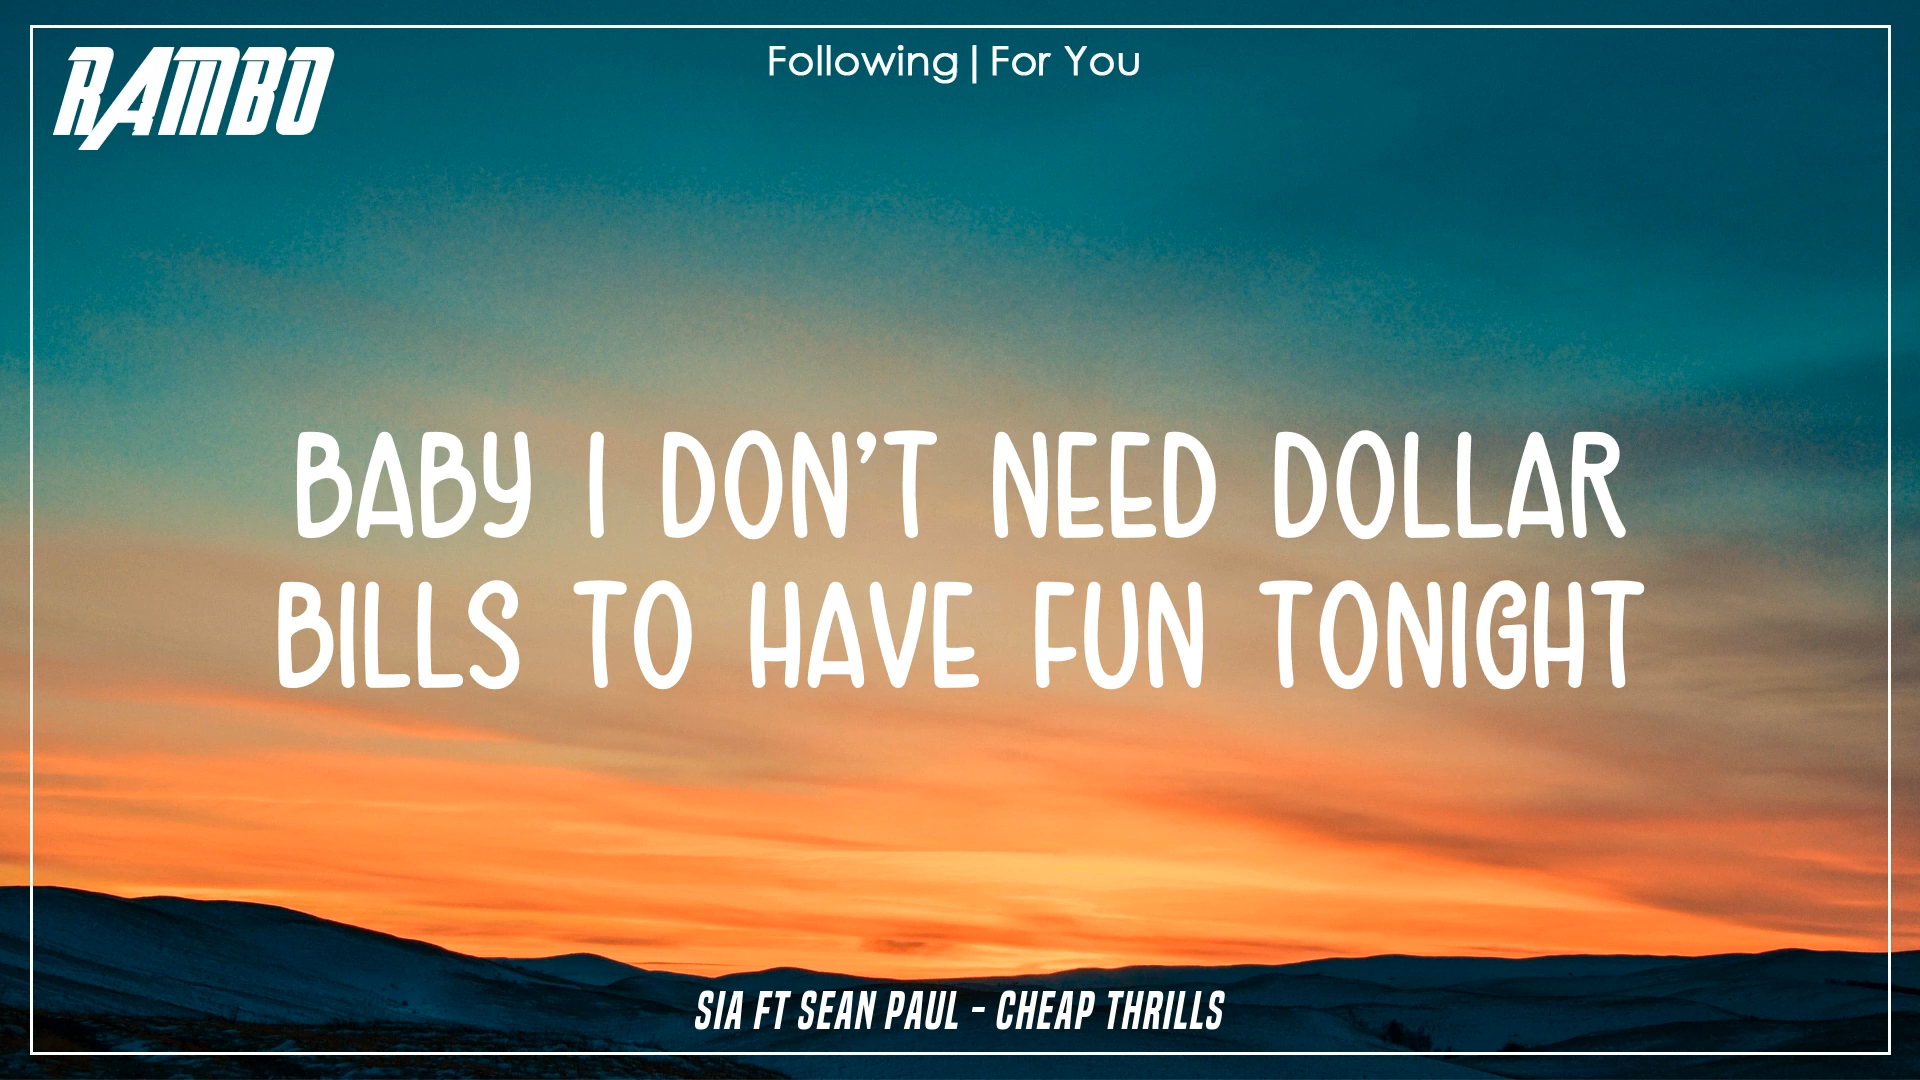 RAMBO
Following | For You
BABY I DON'T NEED DOLLAR
BILLS TO HAVE FUN TONIGHT
SIA FT SEAN PAUL - CHEAP THRILLS